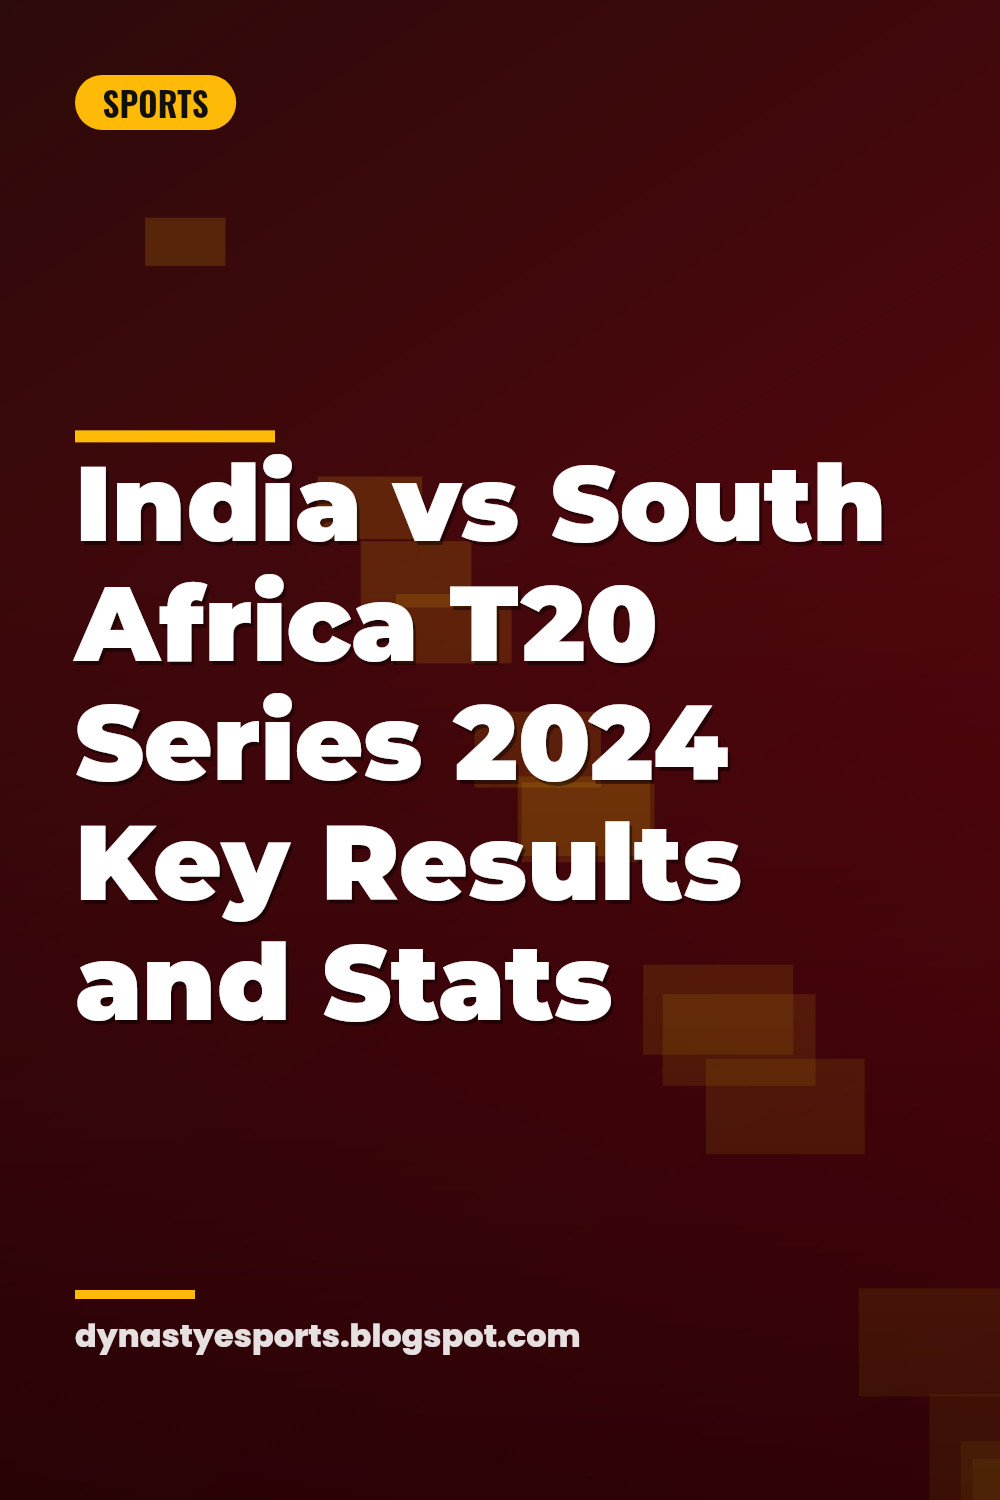 SPORTS
India vs South
Africa T20
Series 2024
Key Results
and Stats
dynastyesports.blogspot.com